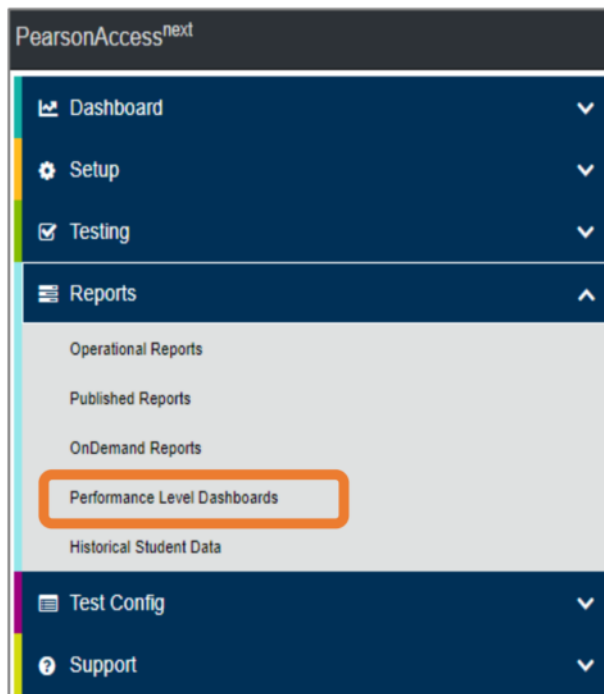 PearsonAccessnext
Dashboard
Setup
Testing
Reports
Operational Reports
Published Reports
OnDemand Reports
Performance Level Dashboards
Historical Student Data
Test Config
Support